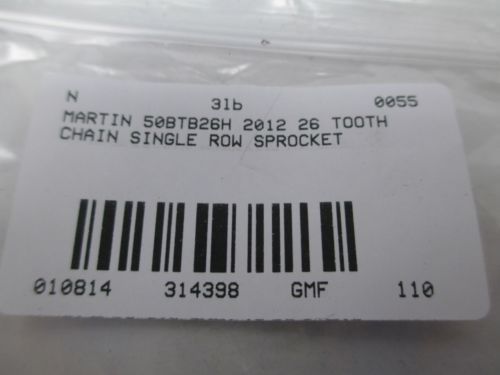 N 3lb 0055
MARTIN 50BTB26H 2012 26 TOOTH
CHAIN SINGLE ROW SPROCKET
010814 314398 GMF 110